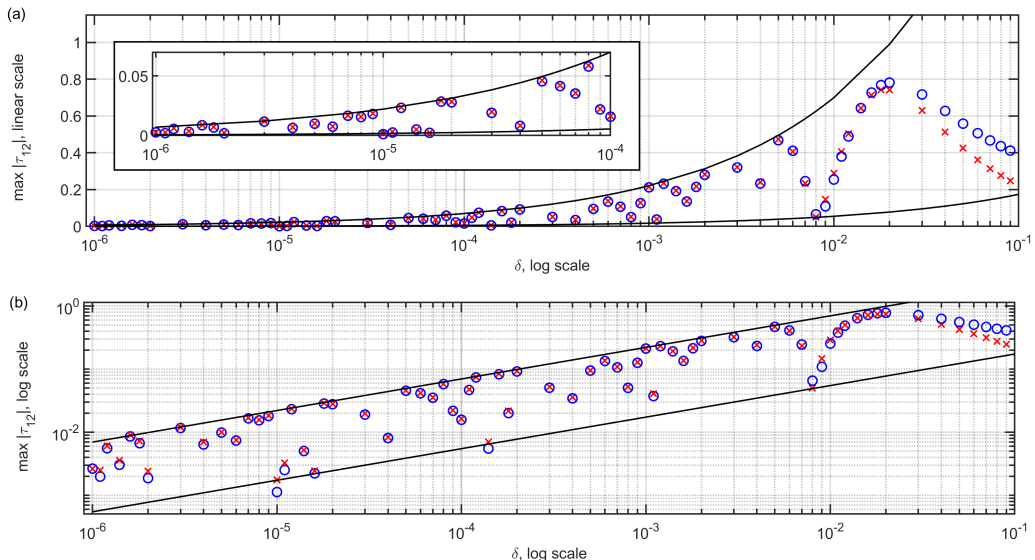 (a)
max |τ₁₂|, linear scale
1
0.8
0.6
0.4
0.2
0
0.05
0
10⁻⁶ 10⁻⁵ 10⁻⁴
10⁻⁶ 10⁻⁵ 10⁻⁴ 10⁻³ 10⁻² 10⁻¹
δ, log scale
(b)
max |τ₁₂|, log scale
10⁰
10⁻²
10⁻⁶ 10⁻⁵ 10⁻⁴ 10⁻³ 10⁻² 10⁻¹
δ, log scale